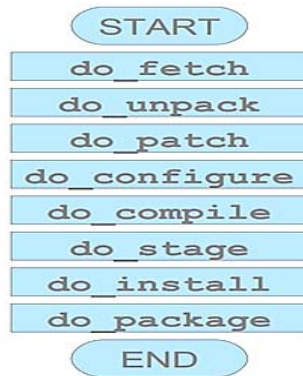 START
do_fetch
do_unpack
do_patch
do_configure
do_compile
do_stage
do_install
do_package
END